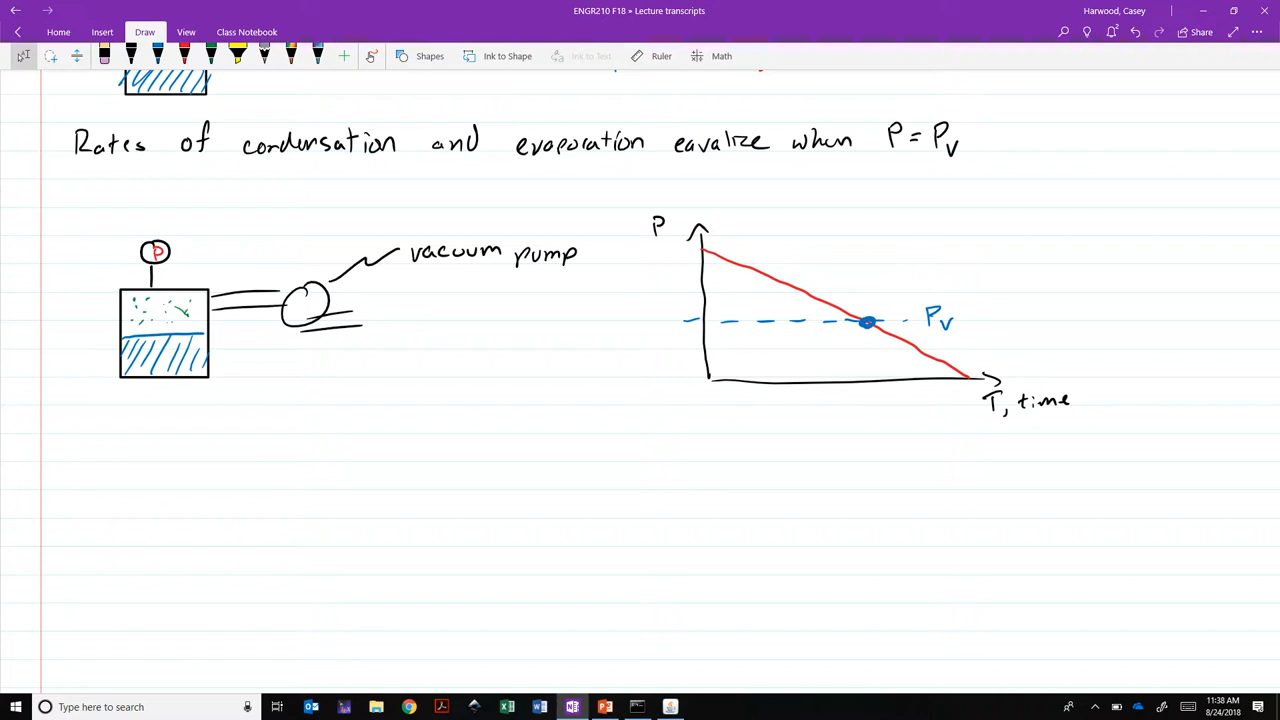 ENGR210 F18 » Lecture transcripts
Harwood, Casey
Home Insert Draw View Class Notebook
Share
Shapes Ink to Shape Ink to Text Ruler Math
Rates of condensation and evaporation eavalize when P = Pv
P
vacuum pump
P
Pv
T, time
Type here to search
11:38 AM
8/24/2018